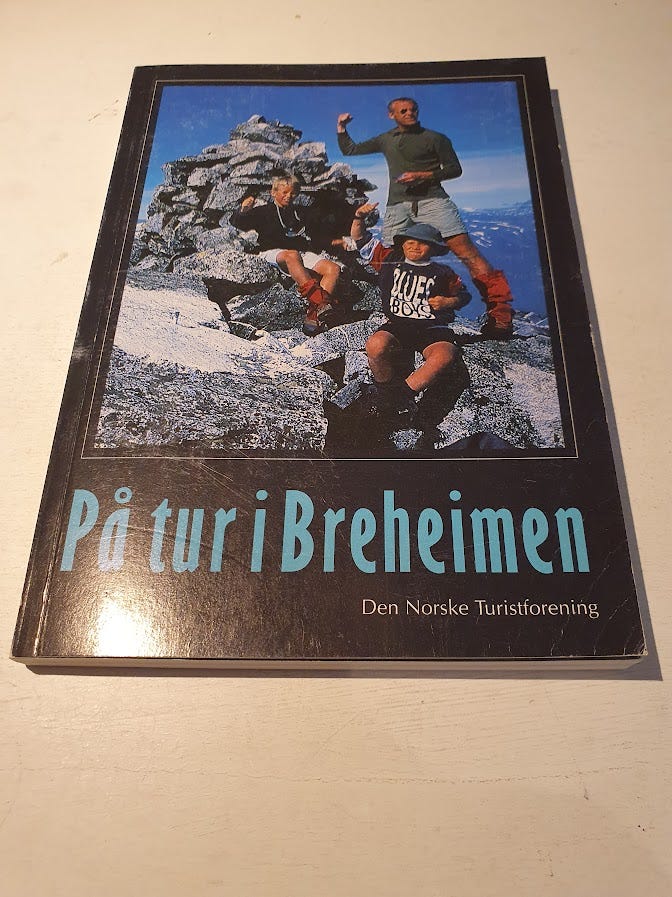 BLUES
BOYS
På tur i Breheimen
Den Norske Turistforening